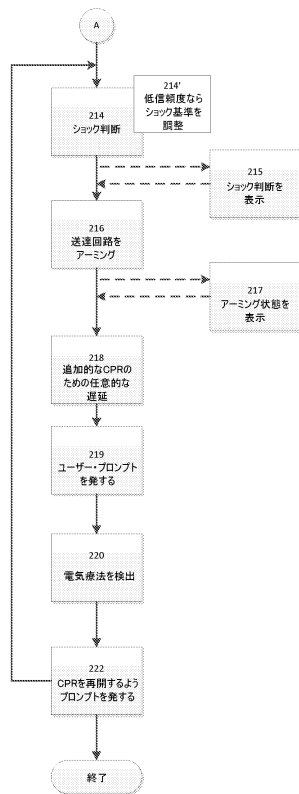 A
214'
低信頼度なら
ショック基準を
調整
214
ショック判断
215
ショック判断を
表示
216
送達回路を
アーミング
217
アーミング状態を
表示
218
追加的なCPRの
ための任意的な
遅延
219
ユーザー・プロンプト
を発する
220
電気療法を検出
222
CPRを再開するよう
プロンプトを発する
終了